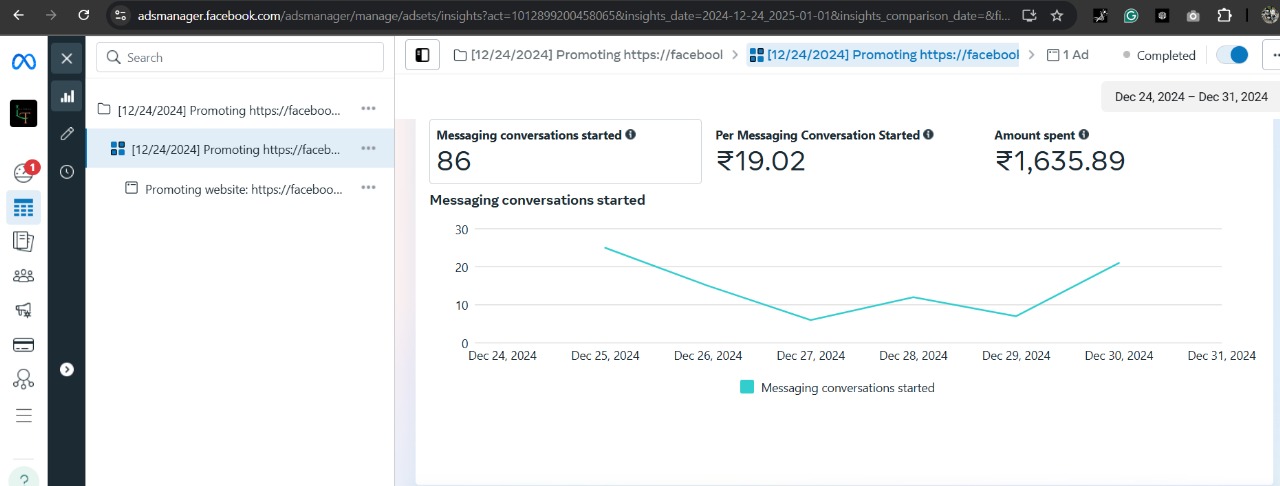 adsmanager.facebook.com/adsmanager/manage/adsets/insights?act=1012899200458065&insights_date=2024-12-24_2025-01-01&insights_comparison_date=&fi...
Search
[12/24/2024] Promoting https://faceboo...
[12/24/2024] Promoting https://faceb...
Promoting website: https://faceboo...
1
[12/24/2024] Promoting https://facebool
[12/24/2024] Promoting https://facebool
1 Ad
Completed
Dec 24, 2024 – Dec 31, 2024
Messaging conversations started
86
Per Messaging Conversation Started
₹19.02
Amount spent
₹1,635.89
Messaging conversations started
30
20
10
0
Dec 24, 2024 Dec 25, 2024 Dec 26, 2024 Dec 27, 2024 Dec 28, 2024 Dec 29, 2024 Dec 30, 2024 Dec 31, 2024
Messaging conversations started